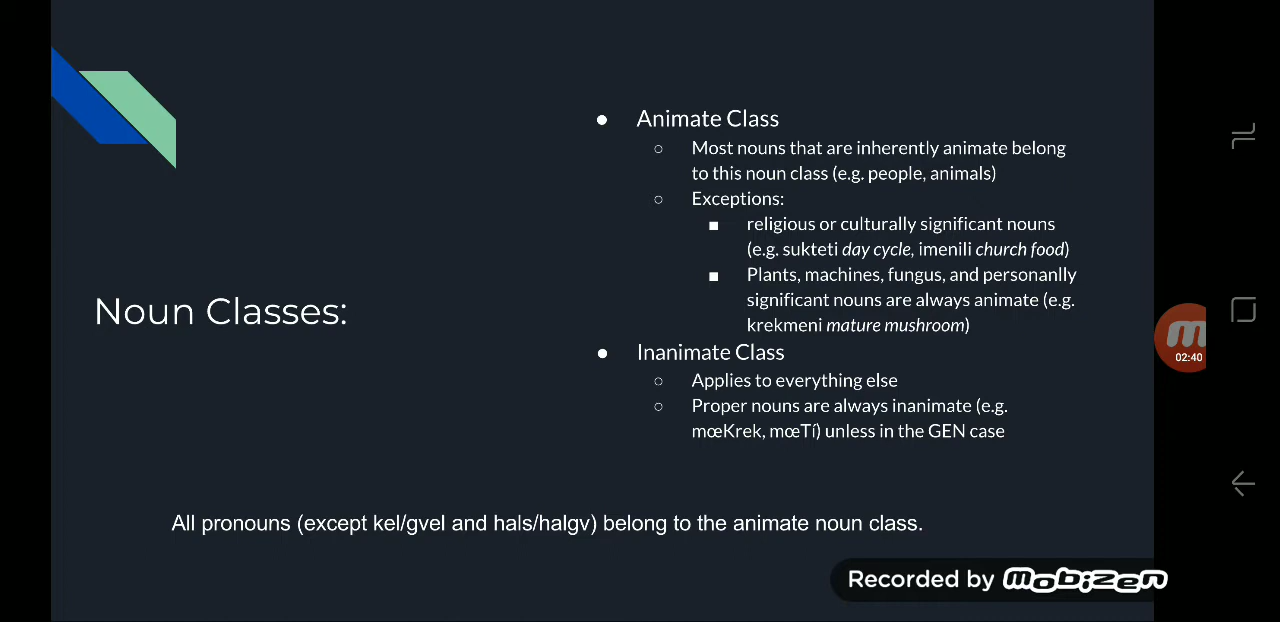 Noun Classes:
● Animate Class
○ Most nouns that are inherently animate belong
to this noun class (e.g. people, animals)
○ Exceptions:
■ religious or culturally significant nouns
(e.g. sukteti day cycle, imenili church food)
■ Plants, machines, fungus, and personanlly
significant nouns are always animate (e.g.
krekmeni mature mushroom)
● Inanimate Class
○ Applies to everything else
○ Proper nouns are always inanimate (e.g.
mœKrek, mœTí) unless in the GEN case
All pronouns (except kel/gvel and hals/halgv) belong to the animate noun class.
02:40
Recorded by mobizen